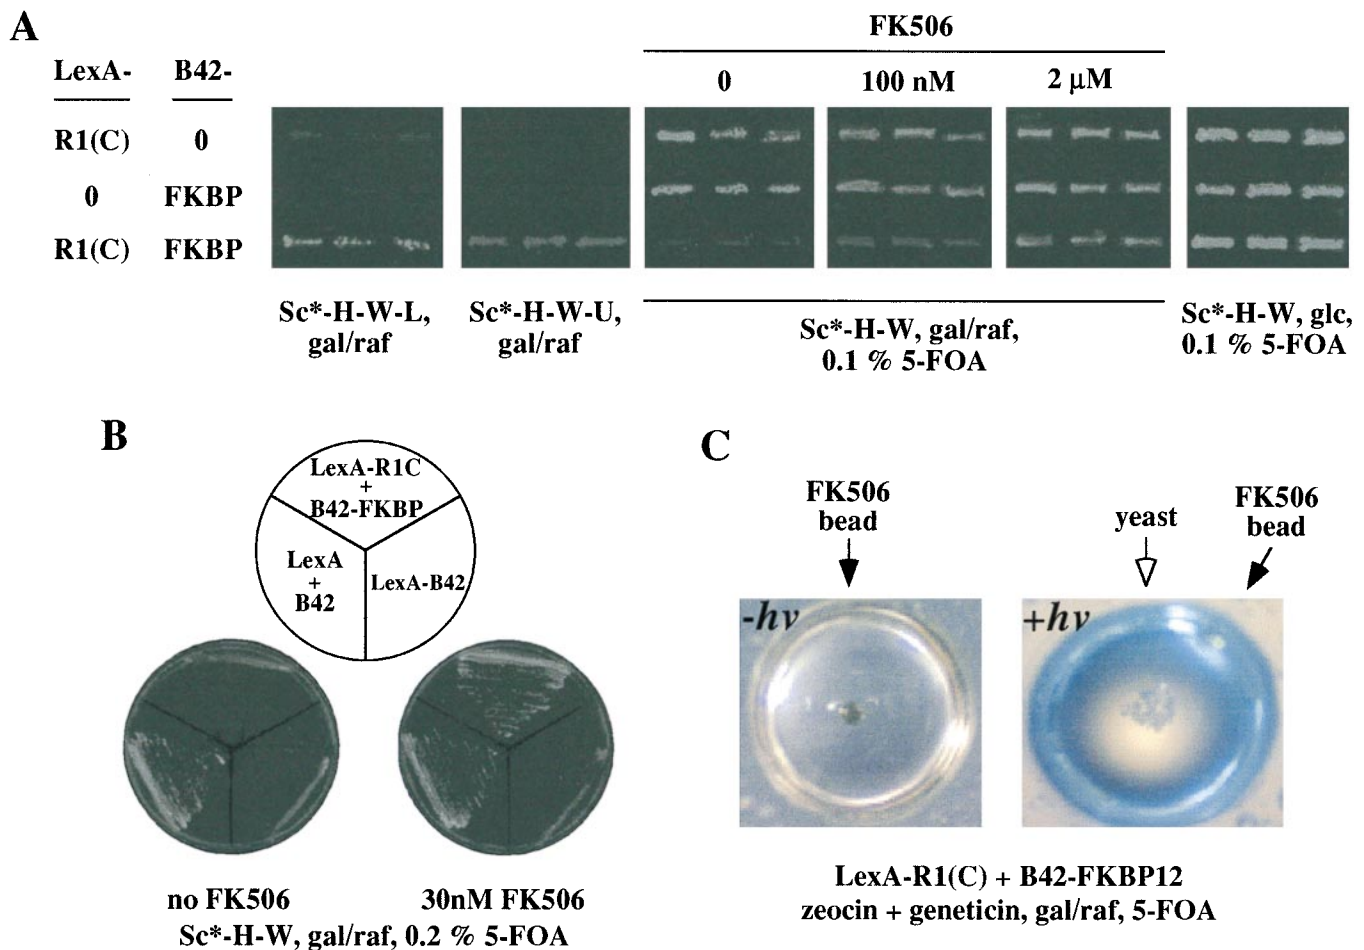 A
FK506
LexA- B42-
0 100 nM 2 µM
R1(C) 0
0 FKBP
R1(C) FKBP
Sc*-H-W-L,
gal/raf
Sc*-H-W-U,
gal/raf
Sc*-H-W, gal/raf,
0.1 % 5-FOA
Sc*-H-W, glc,
0.1 % 5-FOA
B
LexA-R1C
+
B42-FKBP
LexA
+
B42
LexA-B42
no FK506 30nM FK506
Sc*-H-W, gal/raf, 0.2 % 5-FOA
C
FK506
bead
yeast
FK506
bead
-hν
+hν
LexA-R1(C) + B42-FKBP12
zeocin + geneticin, gal/raf, 5-FOA